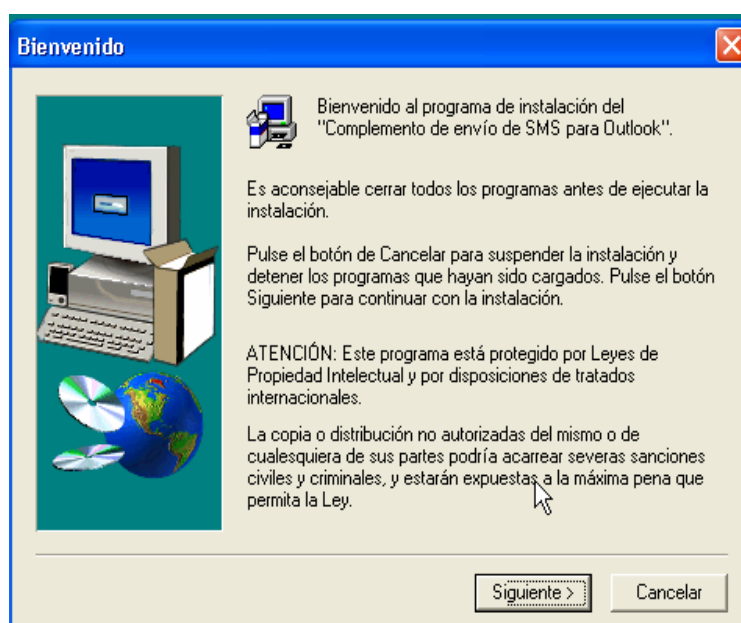 Bienvenido
Bienvenido al programa de instalación del
"Complemento de envío de SMS para Outlook".
Es aconsejable cerrar todos los programas antes de ejecutar la
instalación.
Pulse el botón de Cancelar para suspender la instalación y
detener los programas que hayan sido cargados. Pulse el botón
Siguiente para continuar con la instalación.
ATENCIÓN: Este programa está protegido por Leyes de
Propiedad Intelectual y por disposiciones de tratados
internacionales.
La copia o distribución no autorizadas del mismo o de
cualesquiera de sus partes podría acarrear severas sanciones
civiles y criminales, y estarán expuestas a la máxima pena que
permita la Ley.
Siguiente >
Cancelar